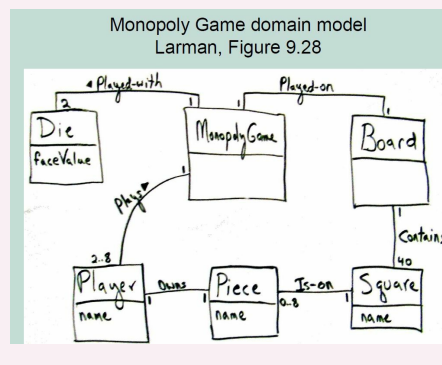 Monopoly Game domain model
Larman, Figure 9.28
Played-with
Played-on
2
1
1
1
Die
faceValue
MonopolyGame
Board
1
Plays
1
Contains
2..8
40
Player
name
Owns
1
1
Piece
name
0..8
Is-on
1
Square
name